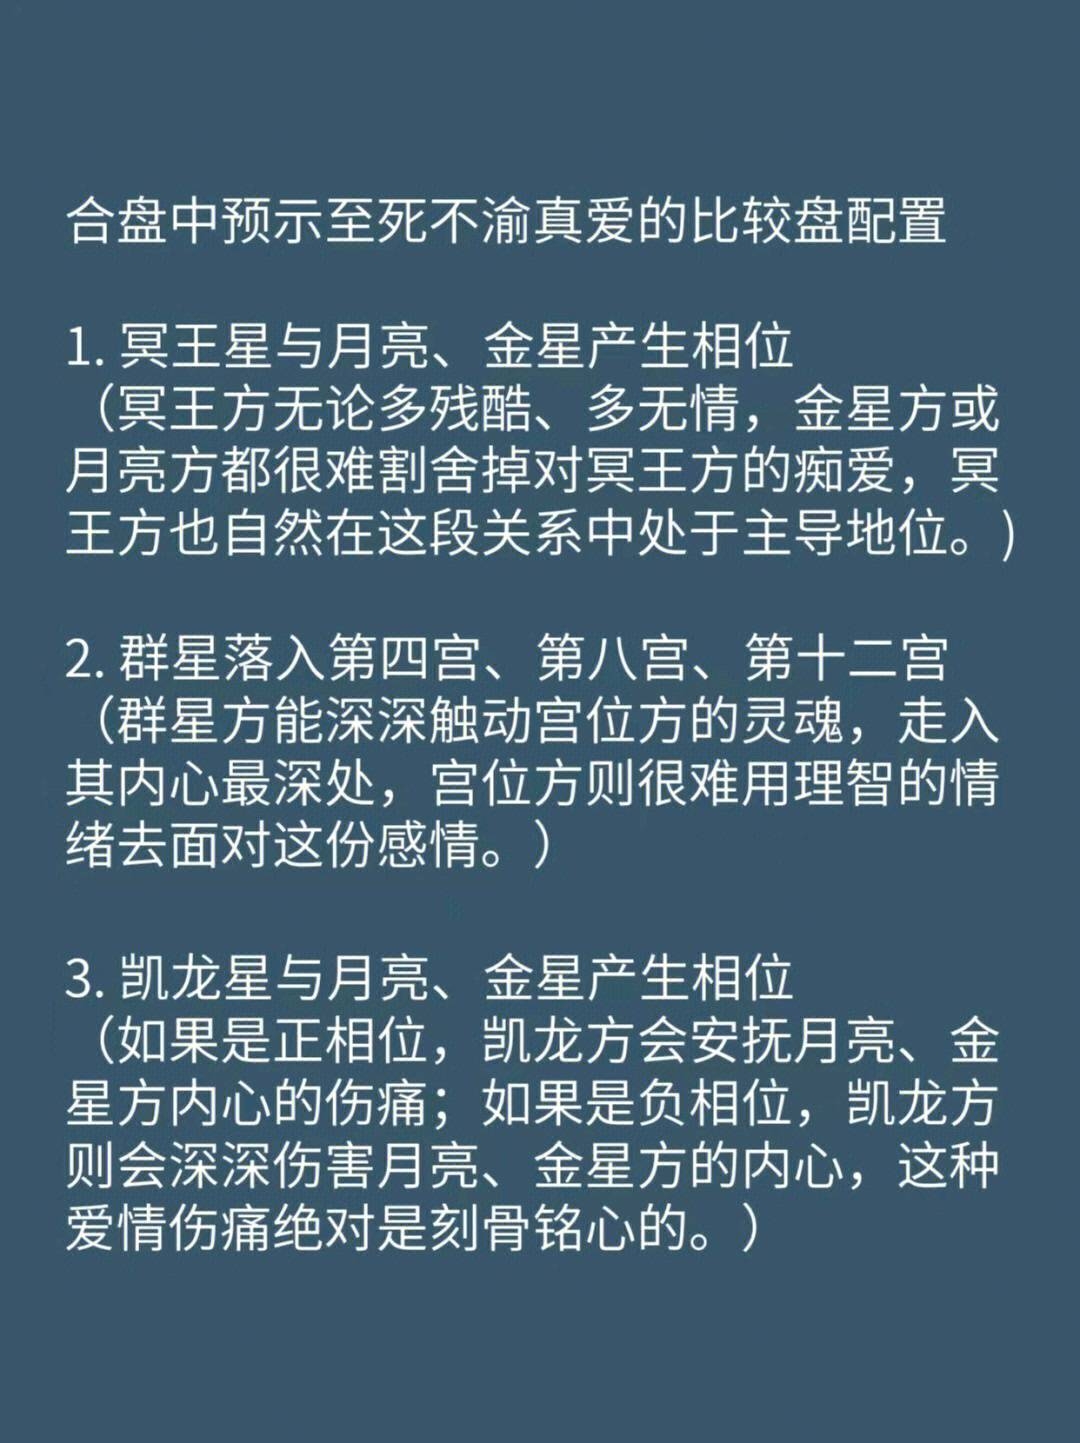 合盘中预示至死不渝真爱的比较盘配置
1. 冥王星与月亮、金星产生相位
（冥王方无论多残酷、多无情，金星方或
月亮方都很难割舍掉对冥王方的痴爱，冥
王方也自然在这段关系中处于主导地位。)
2. 群星落入第四宫、第八宫、第十二宫
（群星方能深深触动宫位方的灵魂，走入
其内心最深处，宫位方则很难用理智的情
绪去面对这份感情。）
3. 凯龙星与月亮、金星产生相位
（如果是正相位，凯龙方会安抚月亮、金
星方内心的伤痛；如果是负相位，凯龙方
则会深深伤害月亮、金星方的内心，这种
爱情伤痛绝对是刻骨铭心的。）